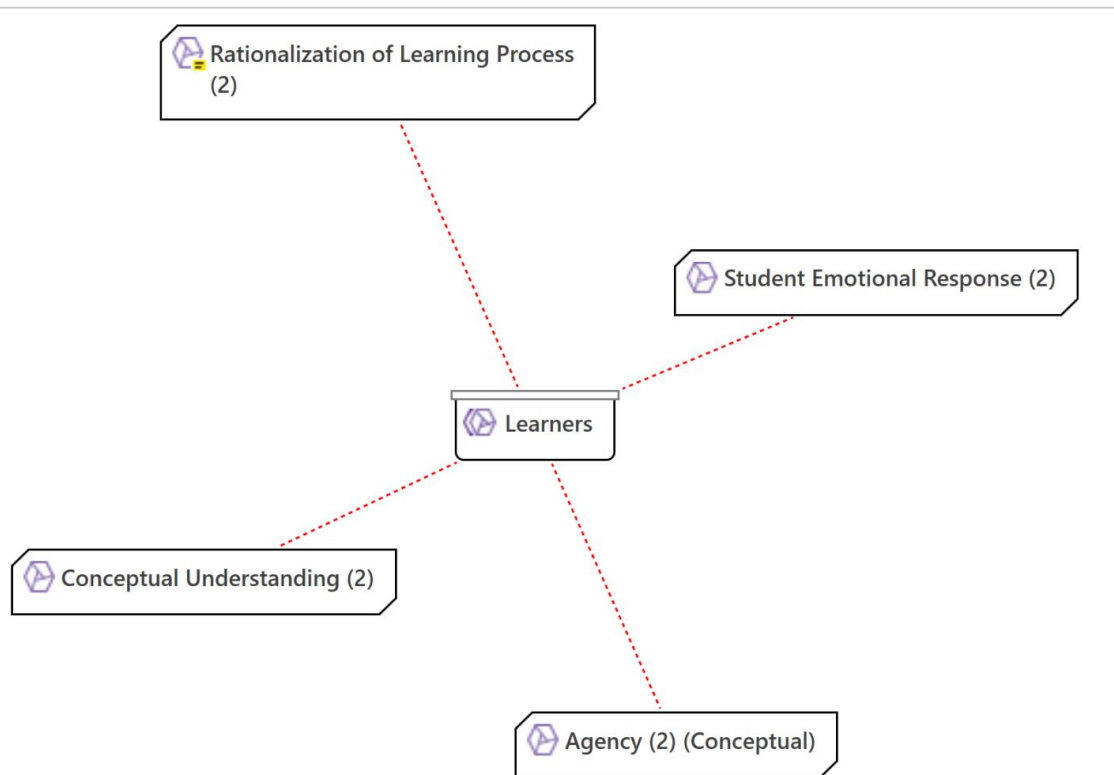 Rationalization of Learning Process
(2)
Student Emotional Response (2)
Learners
Conceptual Understanding (2)
Agency (2) (Conceptual)